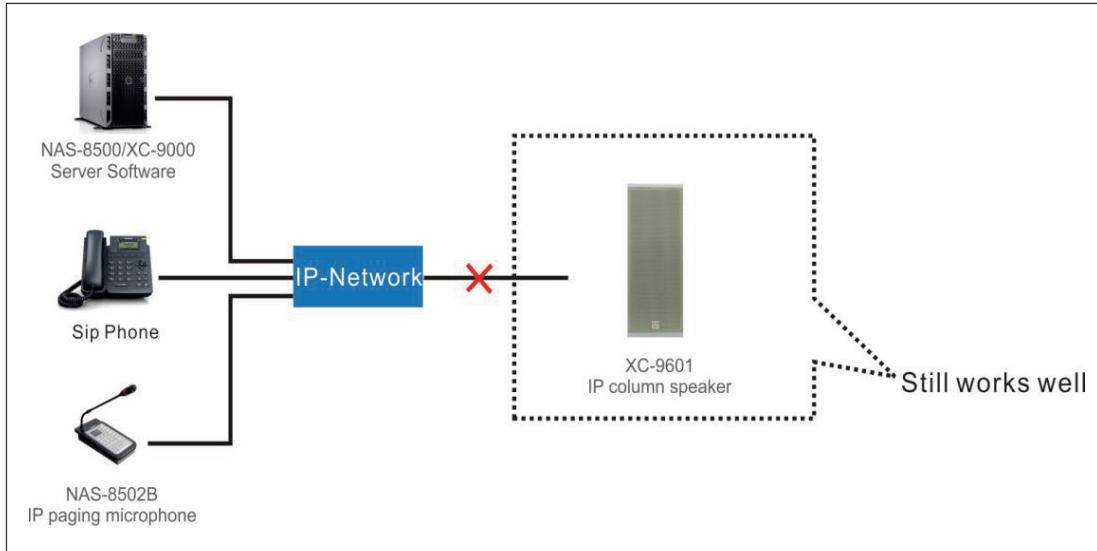 NAS-8500/XC-9000
Server Software
Sip Phone
NAS-8502B
IP paging microphone
IP-Network
XC-9601
IP column speaker
Still works well